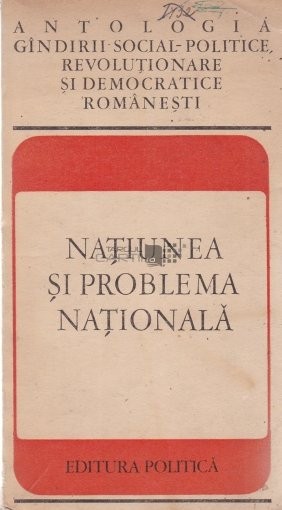 ANTOLOGIA
GÎNDIRII SOCIAL-POLITICE,
REVOLUȚIONARE
ȘI DEMOCRATICE
ROMÂNEȘTI
NAȚIUNEA
ȘI PROBLEMA
NAȚIONALĂ
EDITURA POLITICĂ